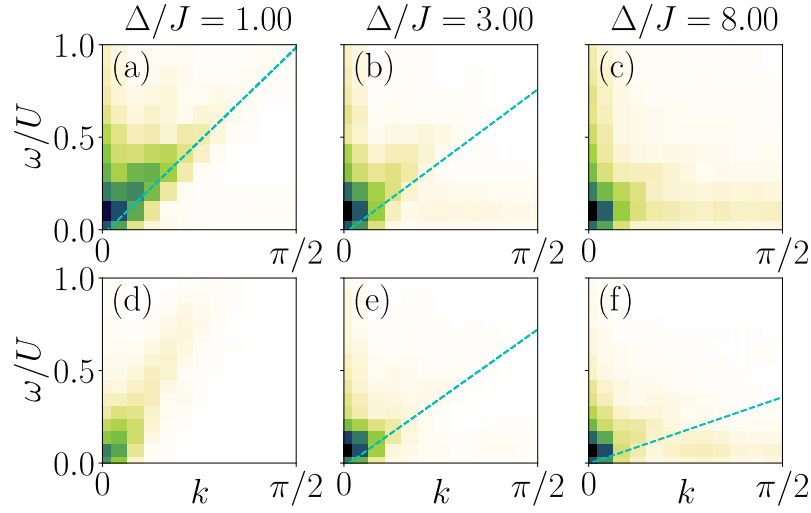 Δ/J = 1.00 Δ/J = 3.00 Δ/J = 8.00
1.0 (a) (b) (c)
ω/U 0.5
0.0
0 π/2 0 π/2 0 π/2
1.0 (d) (e) (f)
ω/U 0.5
0.0
0 k π/2 0 k π/2 0 k π/2